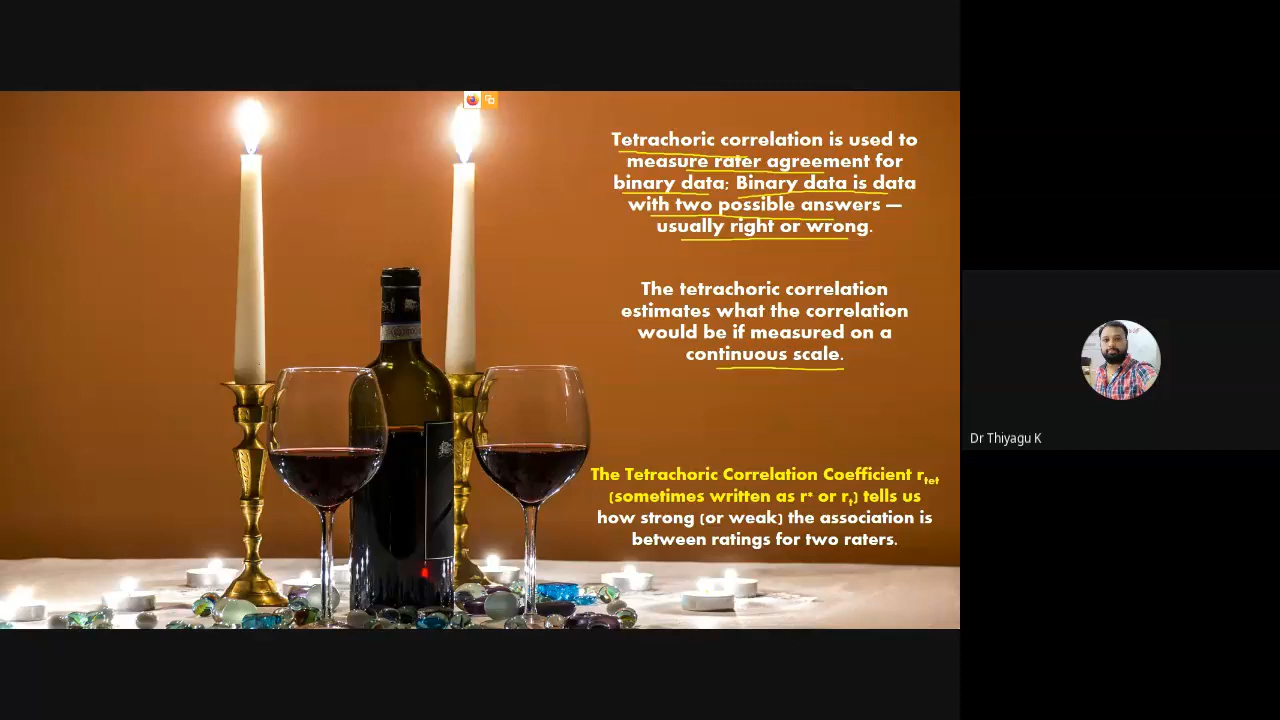 Tetrachoric correlation is used to
measure rater agreement for
binary data; Binary data is data
with two possible answers —
usually right or wrong.
The tetrachoric correlation
estimates what the correlation
would be if measured on a
continuous scale.
The Tetrachoric Correlation Coefficient rtet
(sometimes written as r* or rt) tells us
how strong (or weak) the association is
between ratings for two raters.
Dr Thiyagu K